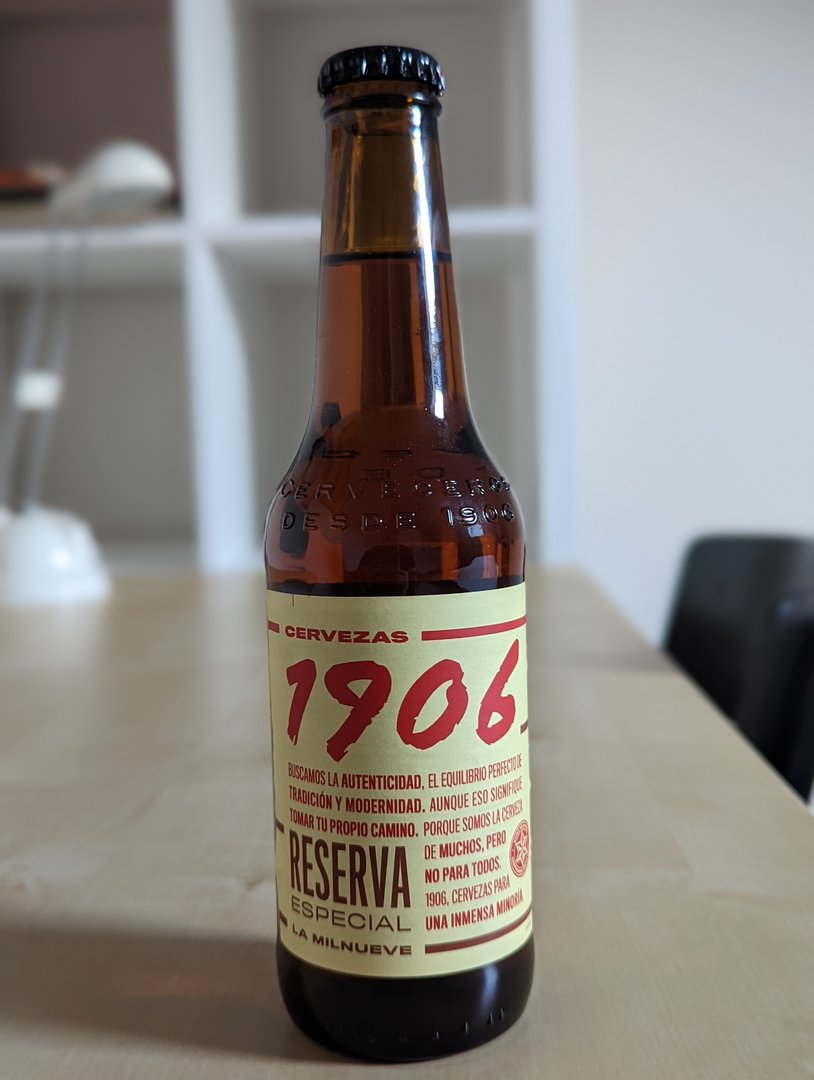 CERVECEROS
DESDE 1906
CERVEZAS
1906
BUSCAMOS LA AUTENTICIDAD, EL EQUILIBRIO PERFECTO DE
TRADICIÓN Y MODERNIDAD. AUNQUE ESO SIGNIFIQUE
TOMAR TU PROPIO CAMINO. PORQUE SOMOS LA CERVEZA
DE MUCHOS, PERO
NO PARA TODOS.
1906, CERVEZAS PARA
UNA INMENSA MINORÍA.
RESERVA
ESPECIAL
LA MILNUEVE